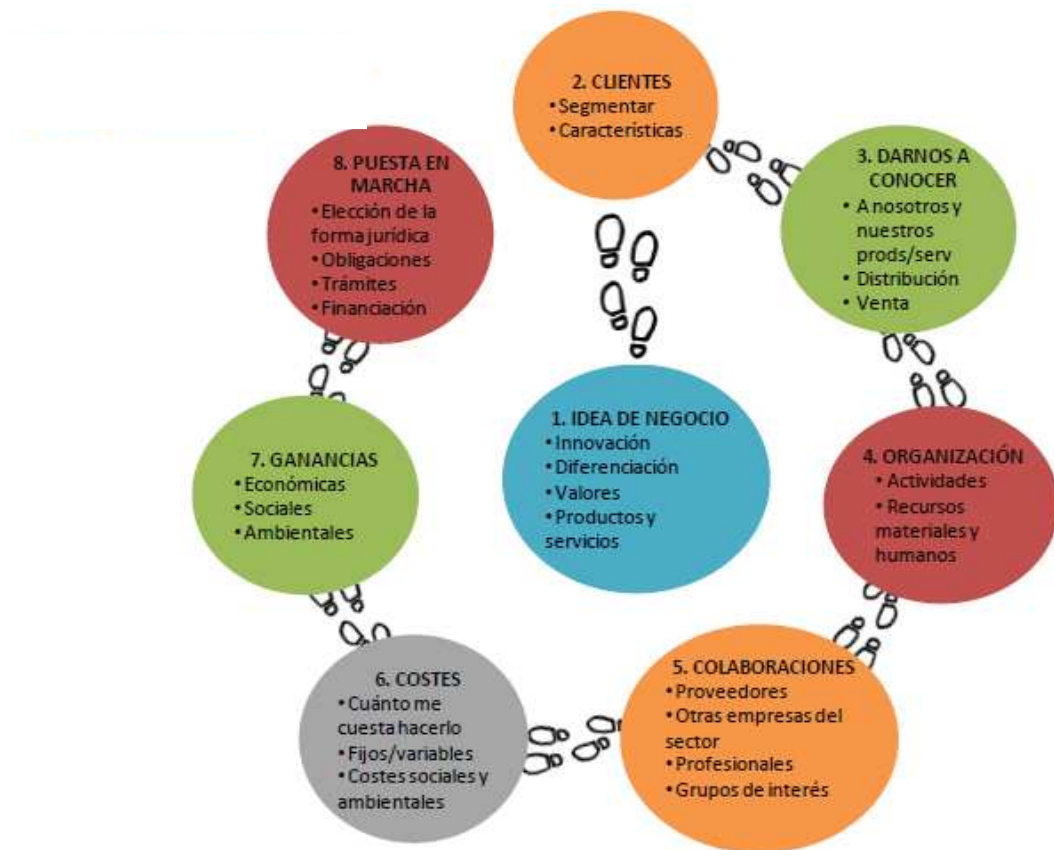 1. IDEA DE NEGOCIO
• Innovación
• Diferenciación
• Valores
• Productos y
servicios
2. CLIENTES
• Segmentar
• Características
3. DARNOS A
CONOCER
• A nosotros y
nuestros
prods/serv
• Distribución
• Venta
4. ORGANIZACIÓN
• Actividades
• Recursos
materiales y
humanos
5. COLABORACIONES
• Proveedores
• Otras empresas del
sector
• Profesionales
• Grupos de interés
6. COSTES
• Cuánto me
cuesta hacerlo
• Fijos/variables
• Costes sociales y
ambientales
7. GANANCIAS
• Económicas
• Sociales
• Ambientales
8. PUESTA EN
MARCHA
• Elección de la
forma jurídica
• Obligaciones
• Trámites
• Financiación